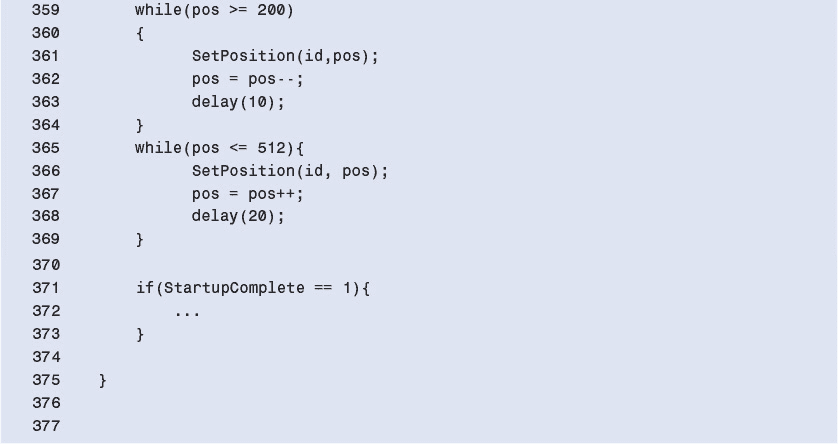 359 while(pos >= 200)
360 {
361 SetPosition(id,pos);
362 pos = pos--;
363 delay(10);
364 }
365 while(pos <= 512){
366 SetPosition(id, pos);
367 pos = pos++;
368 delay(20);
369 }
370
371 if(StartupComplete == 1){
372 ...
373 }
374
375 }
376
377